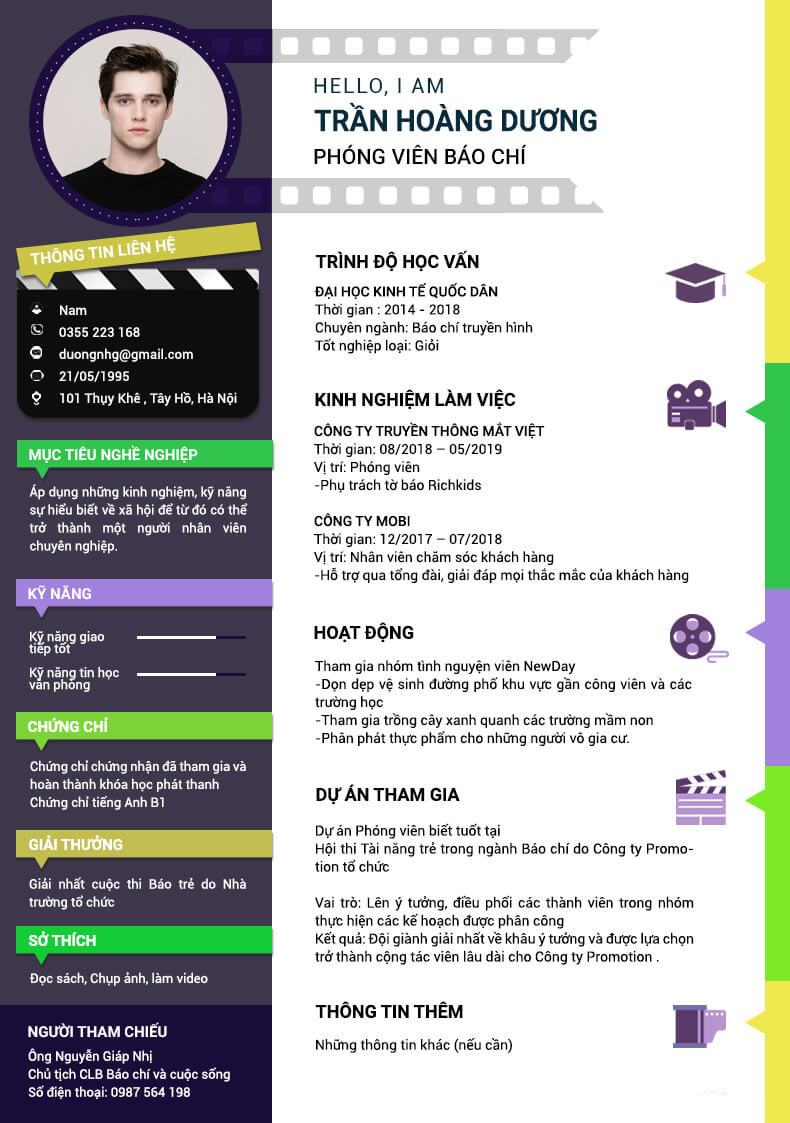 HELLO, I AM
TRẦN HOÀNG DƯƠNG
PHÓNG VIÊN BÁO CHÍ
THÔNG TIN LIÊN HỆ
Nam
0355 223 168
duongnhg@gmail.com
21/05/1995
101 Thụy Khê , Tây Hồ, Hà Nội
MỤC TIÊU NGHỀ NGHIỆP
Áp dụng những kinh nghiệm, kỹ năng
sự hiểu biết về xã hội để từ đó có thể
trở thành một người nhân viên
chuyên nghiệp.
KỸ NĂNG
Kỹ năng giao
tiếp tốt
Kỹ năng tin học
văn phòng
CHỨNG CHỈ
Chứng chỉ chứng nhận đã tham gia và
hoàn thành khóa học phát thanh
Chứng chỉ tiếng Anh B1
GIẢI THƯỞNG
Giải nhất cuộc thi Báo trẻ do Nhà
trường tổ chức
SỞ THÍCH
Đọc sách, Chụp ảnh, làm video
NGƯỜI THAM CHIẾU
Ông Nguyễn Giáp Nhị
Chủ tịch CLB Báo chí và cuộc sống
Số điện thoại: 0987 564 198
TRÌNH ĐỘ HỌC VẤN
ĐẠI HỌC KINH TẾ QUỐC DÂN
Thời gian : 2014 - 2018
Chuyên ngành: Báo chí truyền hình
Tốt nghiệp loại: Giỏi
KINH NGHIỆM LÀM VIỆC
CÔNG TY TRUYỀN THÔNG MẮT VIỆT
Thời gian: 08/2018 – 05/2019
Vị trí: Phóng viên
-Phụ trách tờ báo Richkids
CÔNG TY MOBI
Thời gian: 12/2017 – 07/2018
Vị trí: Nhân viên chăm sóc khách hàng
-Hỗ trợ qua tổng đài, giải đáp mọi thắc mắc của khách hàng
HOẠT ĐỘNG
Tham gia nhóm tình nguyện viên NewDay
-Dọn dẹp vệ sinh đường phố khu vực gần công viên và các
trường học
-Tham gia trồng cây xanh quanh các trường mầm non
-Phân phát thực phẩm cho những người vô gia cư.
DỰ ÁN THAM GIA
Dự án Phóng viên biết tuốt tại
Hội thi Tài năng trẻ trong ngành Báo chí do Công ty Promo-
tion tổ chức
Vai trò: Lên ý tưởng, điều phối các thành viên trong nhóm
thực hiện các kế hoạch được phân công
Kết quả: Đội giành giải nhất về khâu ý tưởng và được lựa chọn
trở thành cộng tác viên lâu dài cho Công ty Promotion .
THÔNG TIN THÊM
Những thông tin khác (nếu cần)